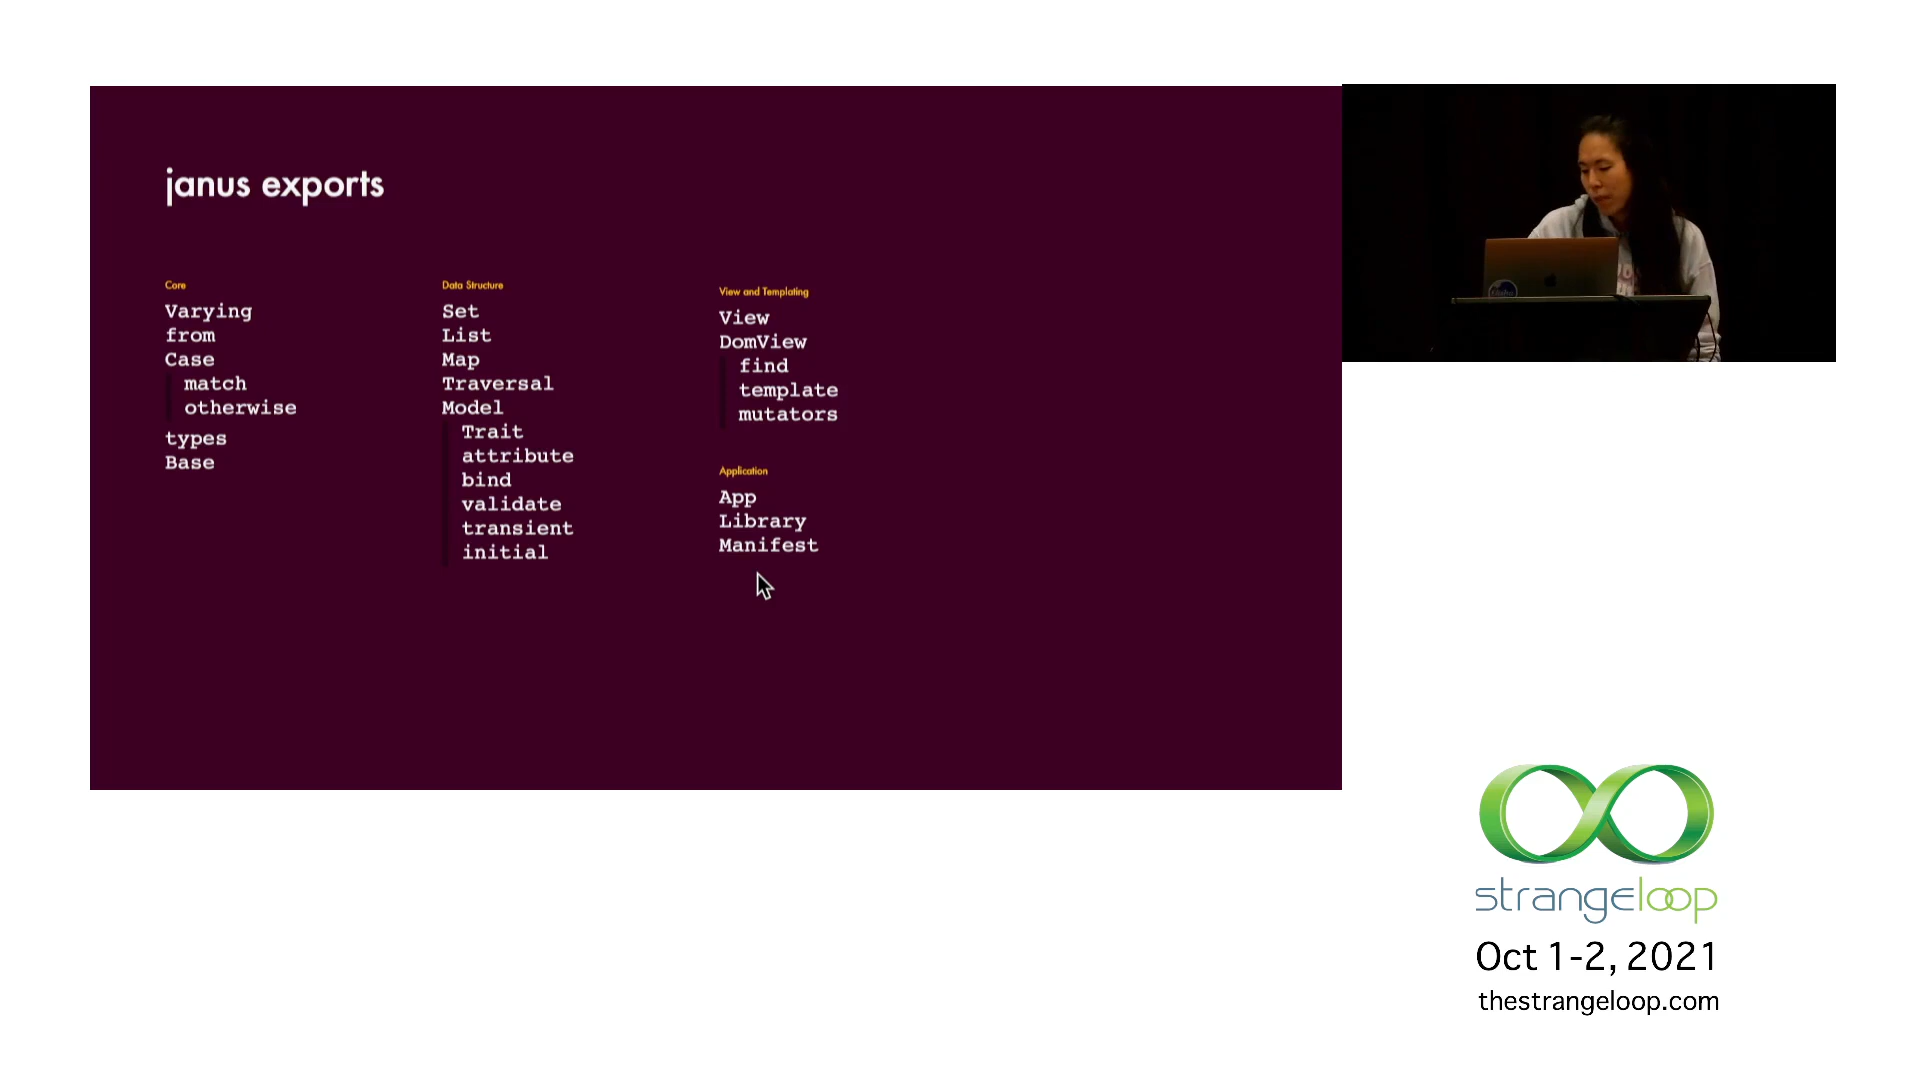 janus exports
Core
Varying
from
Case
match
otherwise
types
Base
Data Structure
Set
List
Map
Traversal
Model
Trait
attribute
bind
validate
transient
initial
View and Templating
View
DomView
find
template
mutators
Application
App
Library
Manifest
strangeloop
Oct 1-2, 2021
thestrangeloop.com